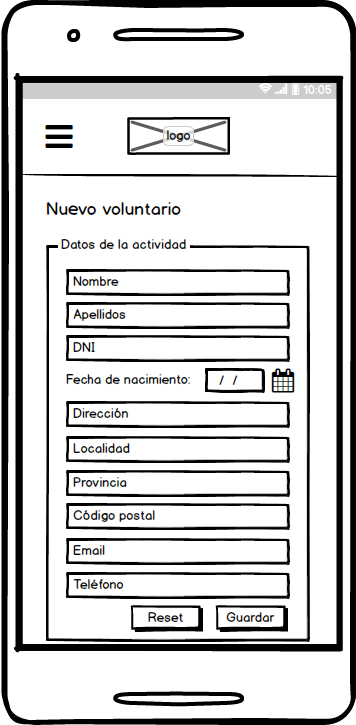 10:05
logo
Nuevo voluntario
Datos de la actividad
Nombre
Apellidos
DNI
Fecha de nacimiento: / /
Dirección
Localidad
Provincia
Código postal
Email
Teléfono
Reset Guardar